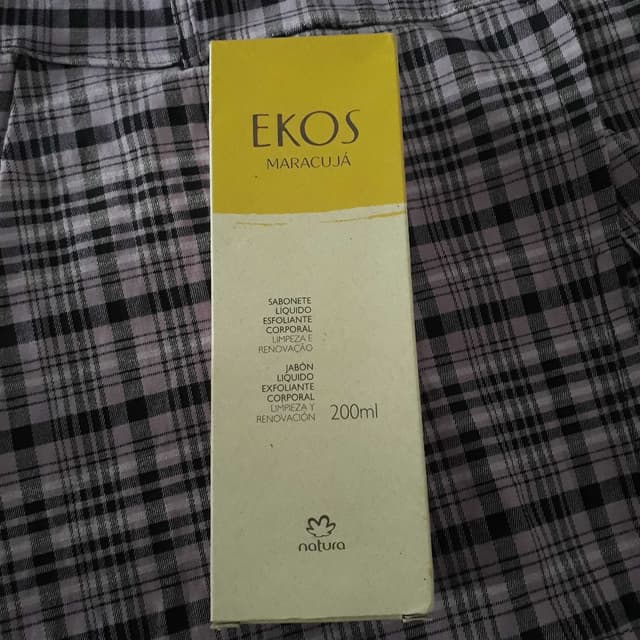 EKOS
MARACUJÁ
SABONETE
LÍQUIDO
ESFOLIANTE
CORPORAL
LIMPEZA E
RENOVAÇÃO
JABÓN
LÍQUIDO
EXFOLIANTE
CORPORAL
LIMPIEZA Y
RENOVACIÓN
200ml
natura